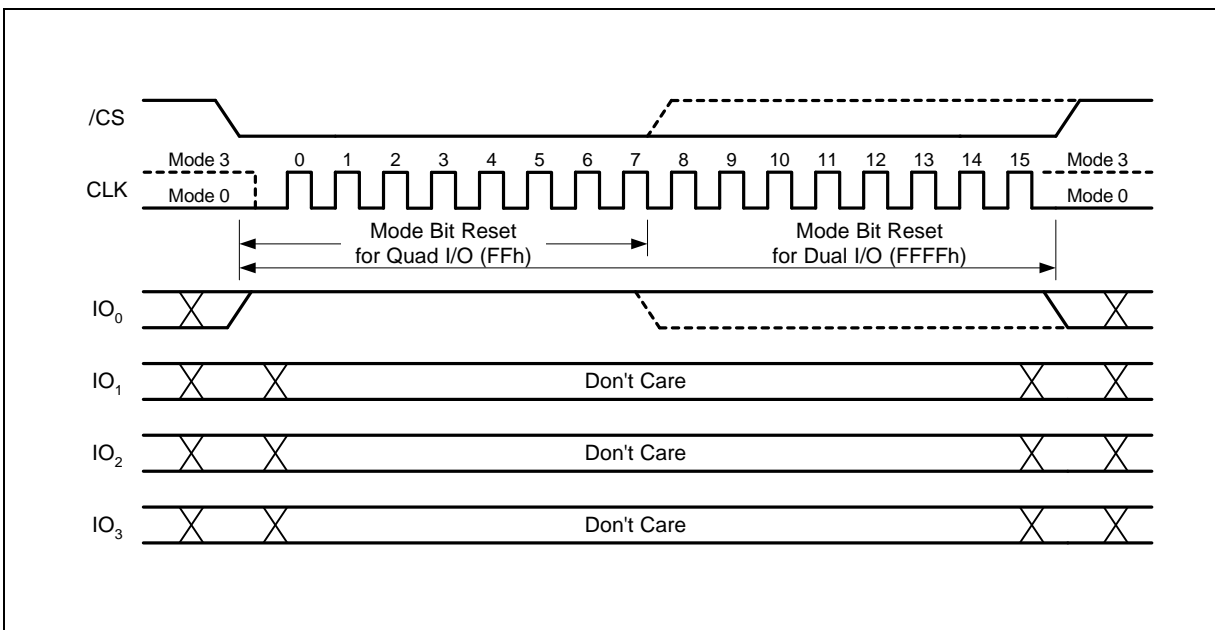 /CS
Mode 3 0 1 2 3 4 5 6 7 8 9 10 11 12 13 14 15 Mode 3
CLK
Mode 0 Mode 0
Mode Bit Reset
for Quad I/O (FFh)
Mode Bit Reset
for Dual I/O (FFFFh)
IO0
IO1 Don't Care
IO2 Don't Care
IO3 Don't Care